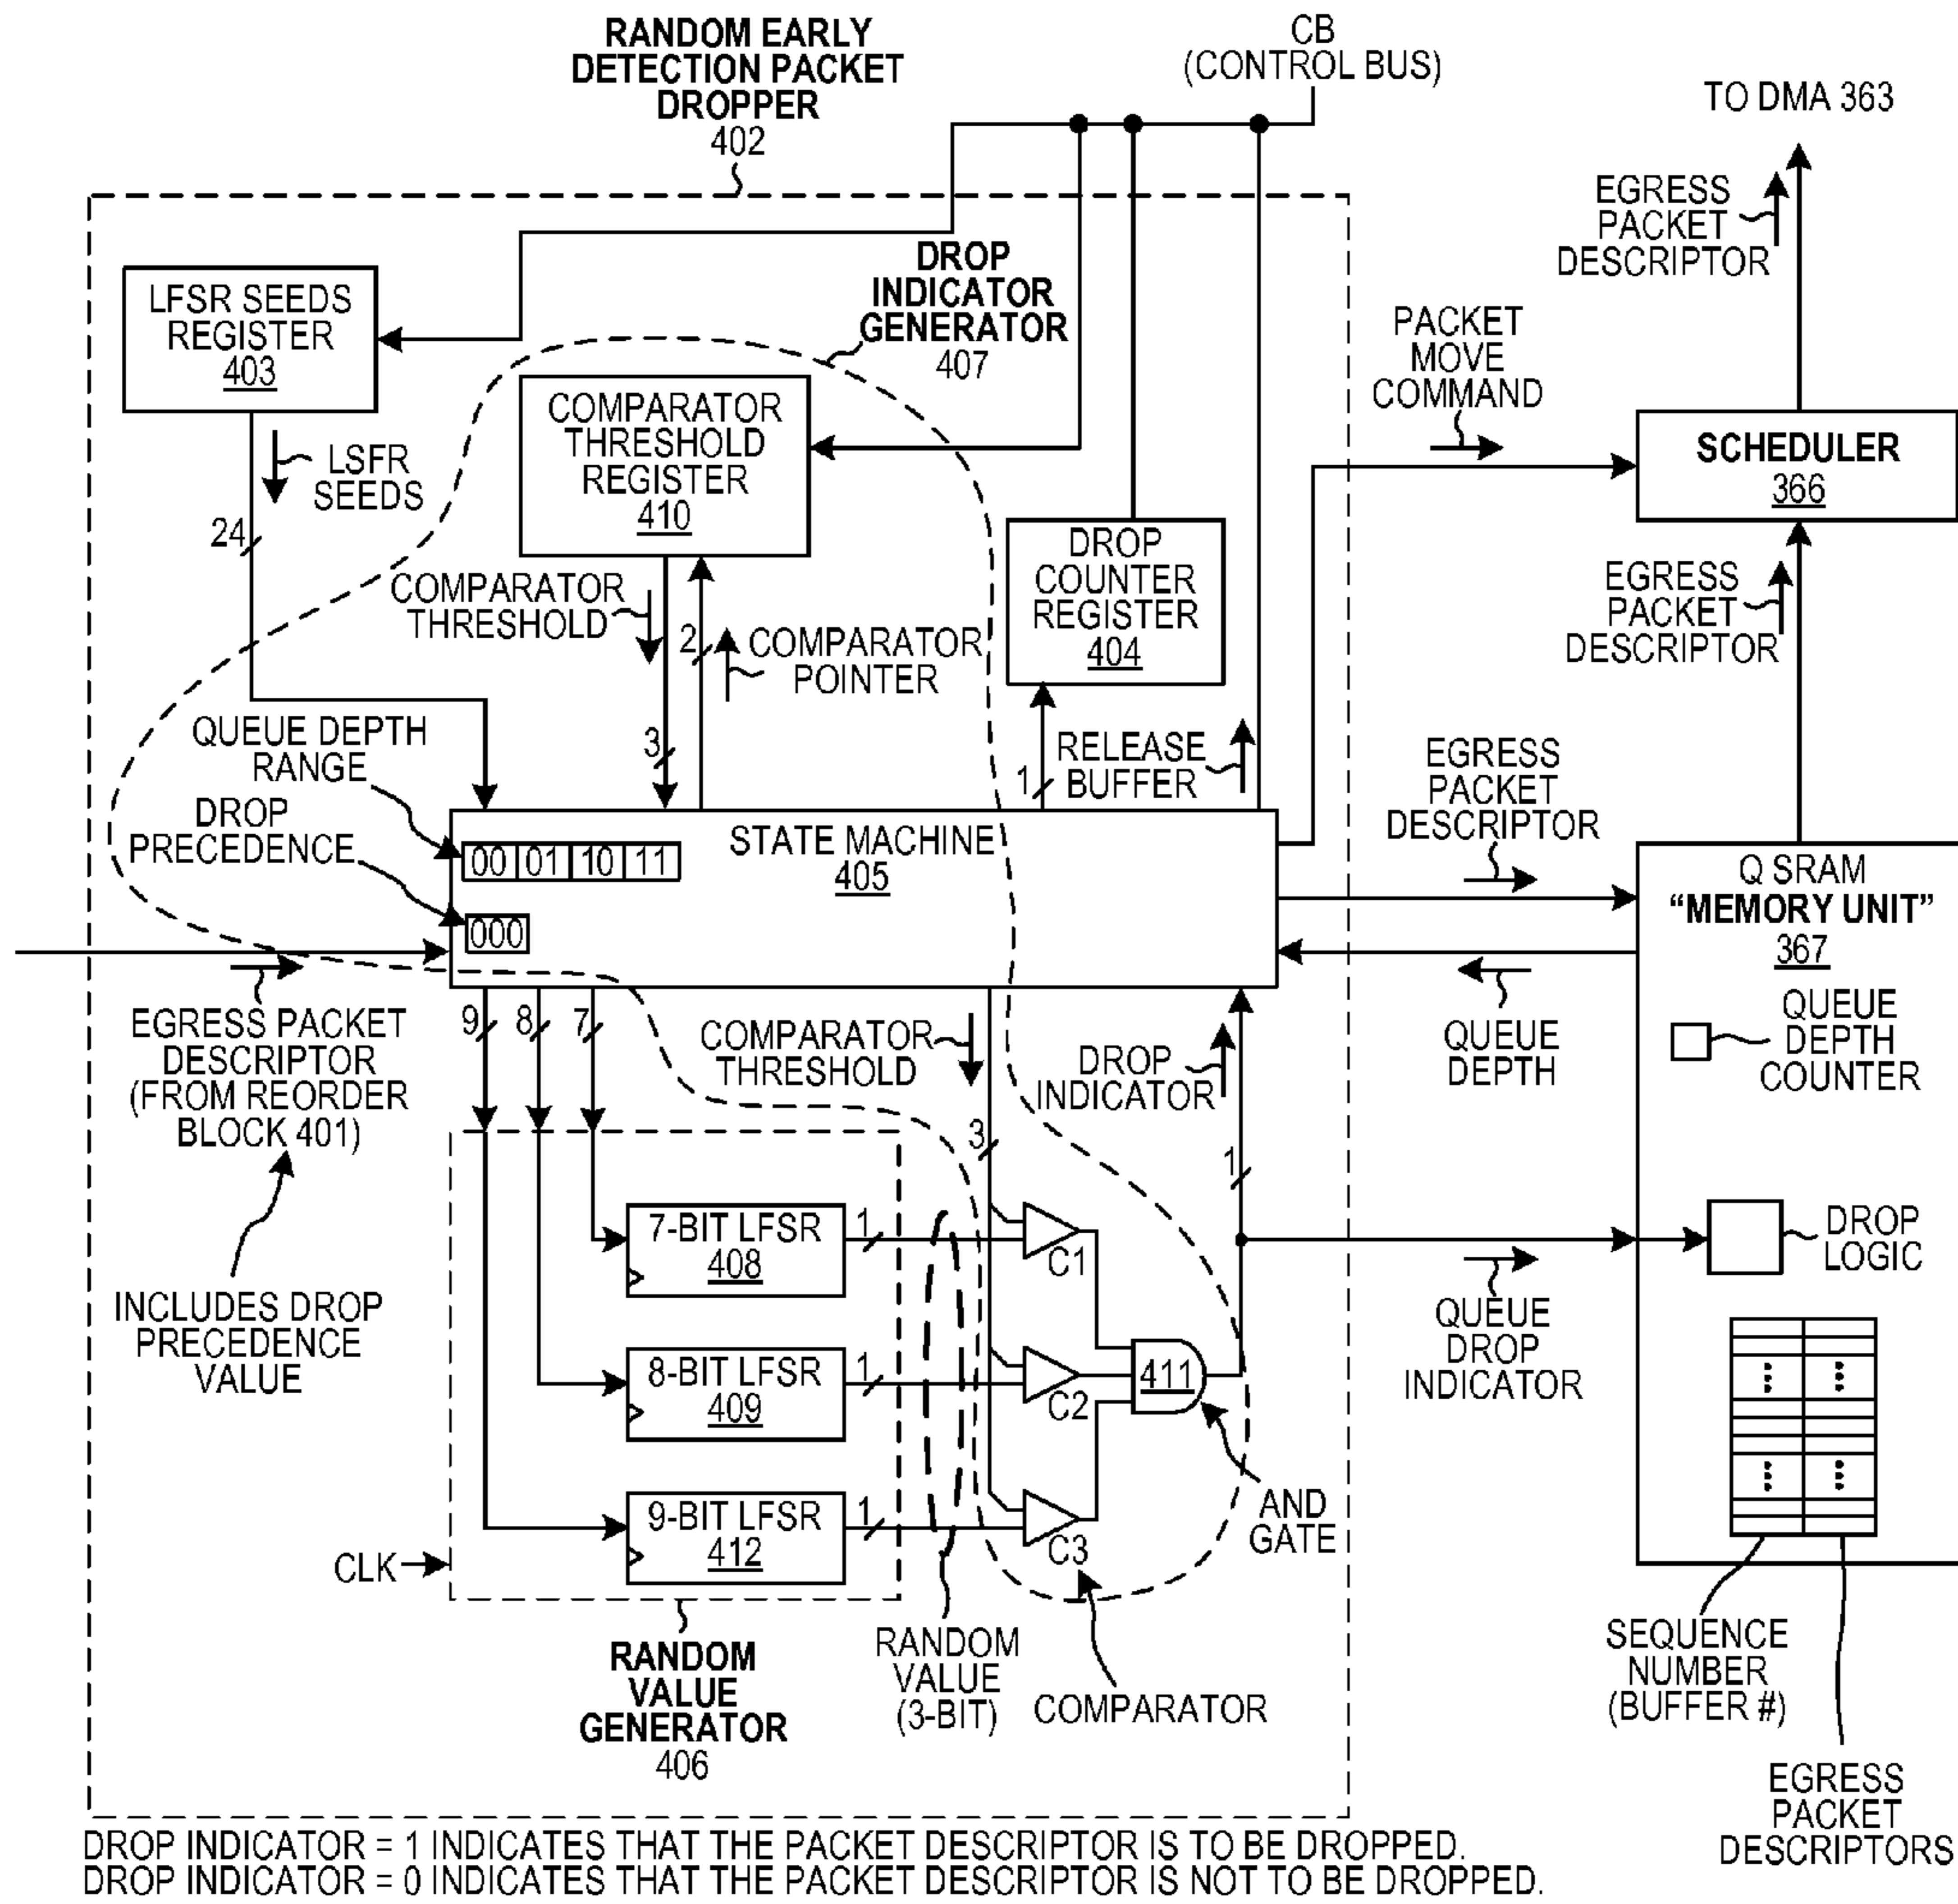 RANDOM EARLY
DETECTION PACKET
DROPPER
402
CB
(CONTROL BUS)
TO DMA 363
EGRESS
PACKET
DESCRIPTOR
LFSR SEEDS
REGISTER
403
DROP
INDICATOR
GENERATOR
407
PACKET
MOVE
COMMAND
COMPARATOR
THRESHOLD
REGISTER
410
LSFR
SEEDS
24
SCHEDULER
366
DROP
COUNTER
REGISTER
404
COMPARATOR
THRESHOLD
2
COMPARATOR
POINTER
EGRESS
PACKET
DESCRIPTOR
QUEUE DEPTH
RANGE
3
1
RELEASE
BUFFER
EGRESS
PACKET
DESCRIPTOR
DROP
PRECEDENCE
STATE MACHINE
405
00 01 10 11
000
Q SRAM
“MEMORY UNIT”
367
QUEUE
DEPTH
COUNTER
QUEUE
DEPTH
EGRESS PACKET
DESCRIPTOR
(FROM REORDER
BLOCK 401)
9
8
7
COMPARATOR
THRESHOLD
DROP
INDICATOR
3
1
INCLUDES DROP
PRECEDENCE
VALUE
7-BIT LFSR
408
1
C1
DROP
LOGIC
QUEUE
DROP
INDICATOR
8-BIT LFSR
409
1
C2
411
9-BIT LFSR
412
1
C3
AND
GATE
CLK
RANDOM
VALUE
GENERATOR
406
RANDOM
VALUE
(3-BIT)
COMPARATOR
SEQUENCE
NUMBER
(BUFFER #)
EGRESS
PACKET
DESCRIPTORS
DROP INDICATOR = 1 INDICATES THAT THE PACKET DESCRIPTOR IS TO BE DROPPED.
DROP INDICATOR = 0 INDICATES THAT THE PACKET DESCRIPTOR IS NOT TO BE DROPPED.